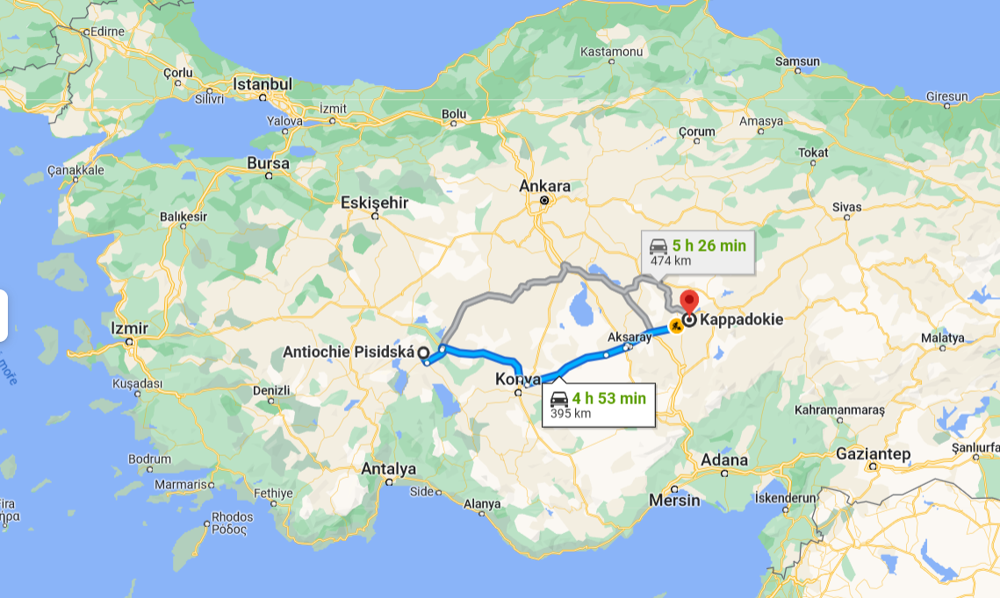 Edirne
Kastamonu
Samsun
Çorlu
Istanbul
Silivri
Giresun
İzmit
Bolu
Yalova
Amasya
Çorum
Tokat
Bursa
Çanakkale
Ankara
Eskişehir
Sivas
Balıkesir
5 h 26 min
474 km
Kappadokie
Izmir
Aksaray
Malatya
Antiochie Pisidská
moře
Konya
Kuşadası
Denizli
4 h 53 min
395 km
Kahramanmaraş
Şanlıurfa
Gaziantep
Bodrum
Adana
Antalya
Marmaris
Side
Fethiye
Alanya
Mersin
İskenderun
Rhodos
Ρόδος